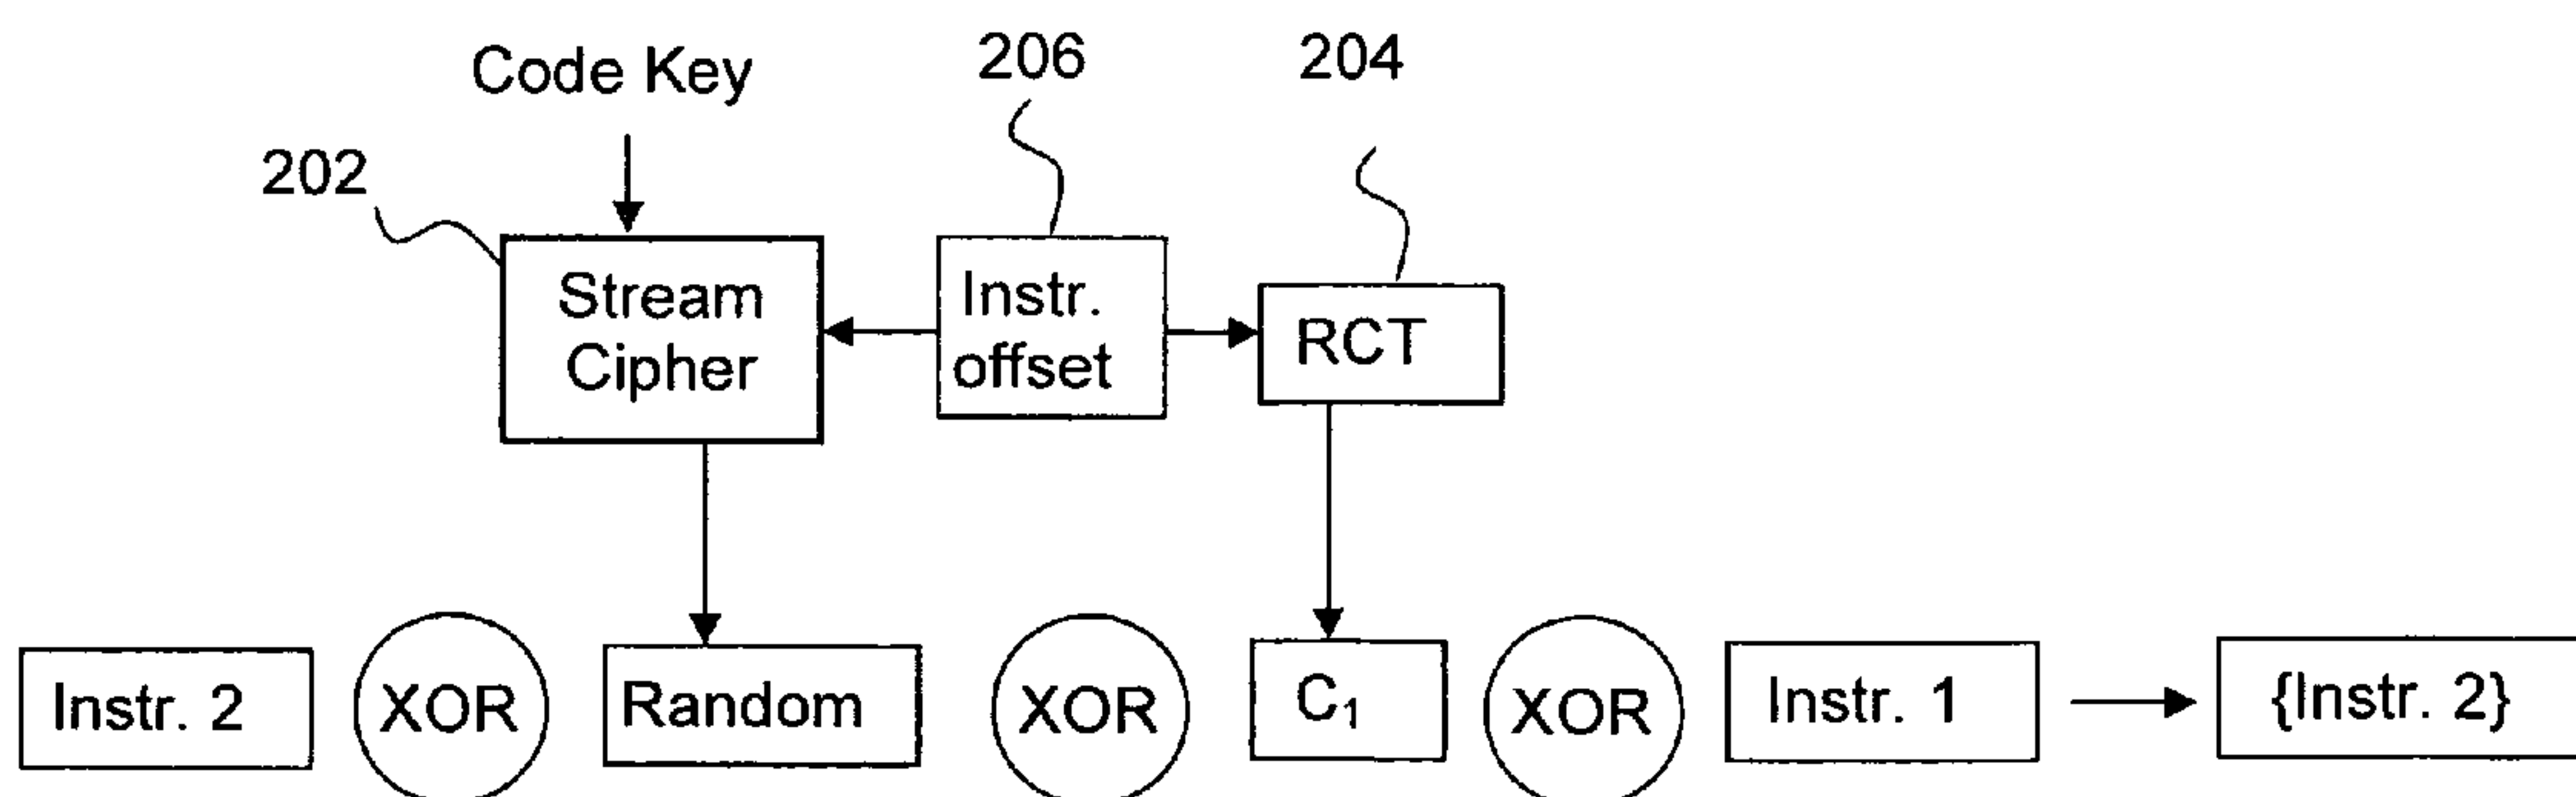 Code Key
206
204
202
Stream
Cipher
Instr.
offset
RCT
Instr. 2
XOR
Random
XOR
C₁
XOR
Instr. 1
{Instr. 2}